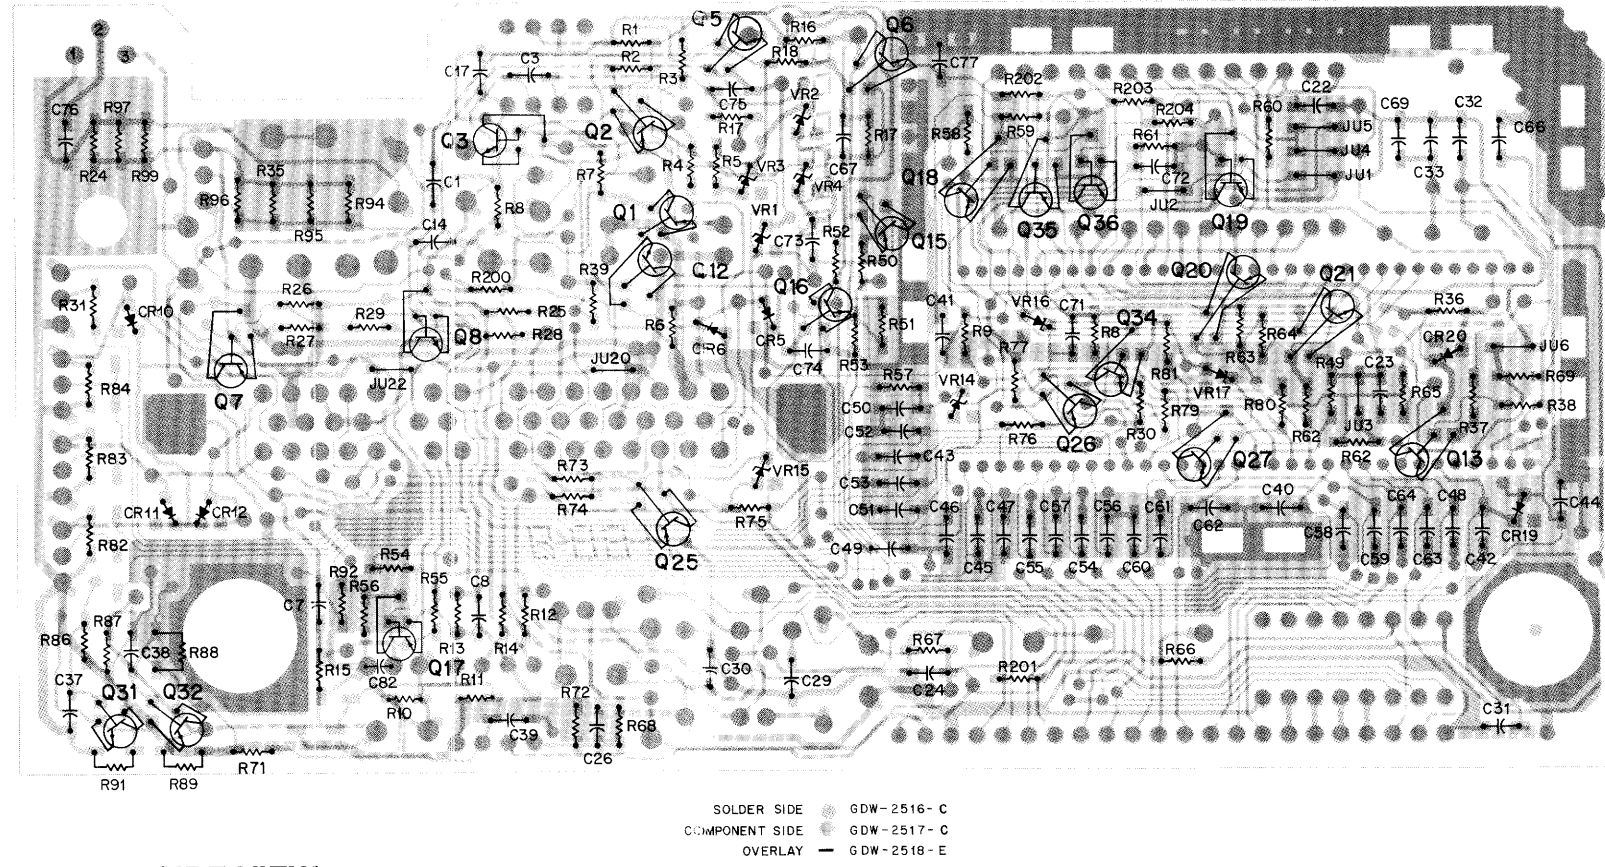 Q5 R16 Q6
2
R1
1 3
R2 R18
C17 C3 R3 C77
R202
VR2 R203 C22
C76 R97 C75 R204 R60 C69 C32
Q3 Q2 R17 R17 R58 R59 R61 JU5 C66
R4 R5 VR3 JU4
R24 R99 R35 R7 C67 Q18 C72 JU1 C33
C1 VR4
R96 R94 R8 Q1 VR1 JU2
R95 C14 C73 R52 Q15 Q35 Q36 Q19
R39 Q12 R50
R200 Q16 Q20 Q21
R31 R26 R25 C41 VR16 C71 R36
CR10 R29 R6 R51 R9 R8 Q34 R64
R27 Q8 R28 CR6 CR5 R53 R77 R63 CR20 JU6
JU20 C74 R49 C23
R84 JU22 R57 VR14 R81 VR17 R65 R69
Q7 C50 R79 R80 R38
C52 R76 Q26 R30 R62 JU3 R37
R83 R73 VR15 C43 Q27 R62 Q13
C53
CR11 CR12 R74 R75 C51 C46 C47 C57 C56 C61 C40 C64 C48 C44
R82 Q25 C62 C58 CR19
C49 C45 C55 C54 C60 C59 C63 C42
R54
R92 R56 R55 C8
C7 R12
R86 R87 C38 R88 R13 R14 R67
R15 Q17 C30 R66
C37 Q31 Q32 C82 R11 R72 C29 C24 R201
R10 R68 C31
C39
R71 C26
R91 R89
SOLDER SIDE GDW-2516-C
COMPONENT SIDE GDW-2517-C
OVERLAY — GDW-2518-E